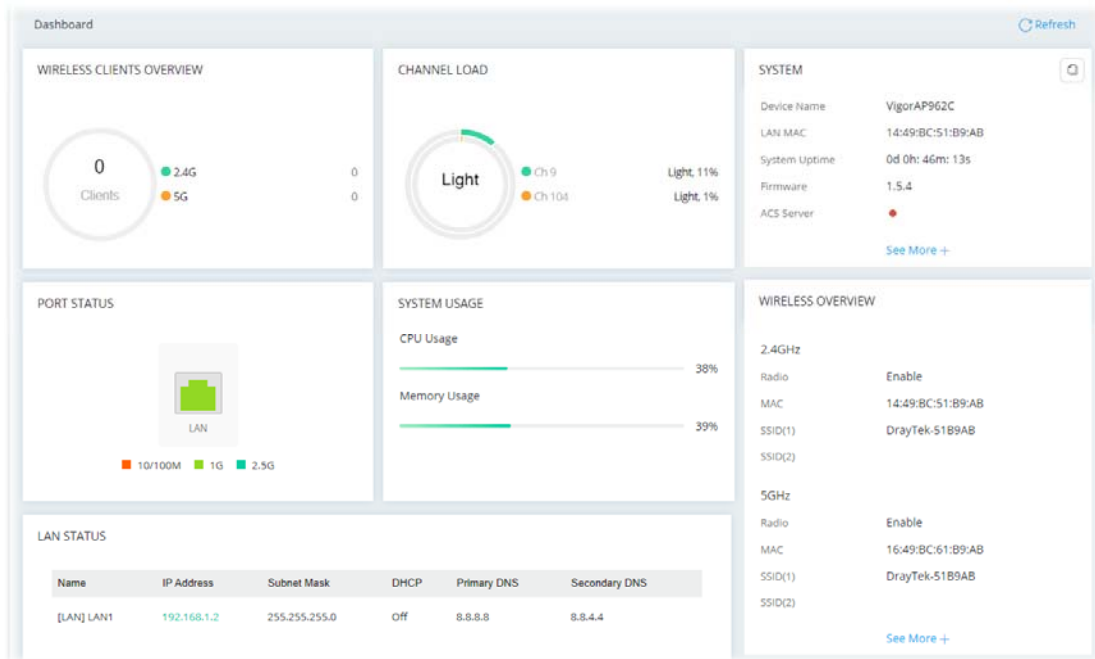 Dashboard
Refresh
WIRELESS CLIENTS OVERVIEW
0
Clients
2.4G 0
5G 0
CHANNEL LOAD
Light
Ch 9 Light, 11%
Ch 104 Light, 1%
SYSTEM
Device Name VigorAP962C
LAN MAC 14:49:BC:51:B9:AB
System Uptime 0d 0h: 46m: 13s
Firmware 1.5.4
ACS Server
See More +
PORT STATUS
LAN
10/100M 1G 2.5G
SYSTEM USAGE
CPU Usage
38%
Memory Usage
39%
WIRELESS OVERVIEW
2.4GHz
Radio Enable
MAC 14:49:BC:51:B9:AB
SSID(1) DrayTek-51B9AB
SSID(2)
5GHz
Radio Enable
MAC 16:49:BC:61:B9:AB
SSID(1) DrayTek-51B9AB
SSID(2)
See More +
LAN STATUS
Name IP Address Subnet Mask DHCP Primary DNS Secondary DNS
[LAN] LAN1 192.168.1.2 255.255.255.0 Off 8.8.8.8 8.8.4.4